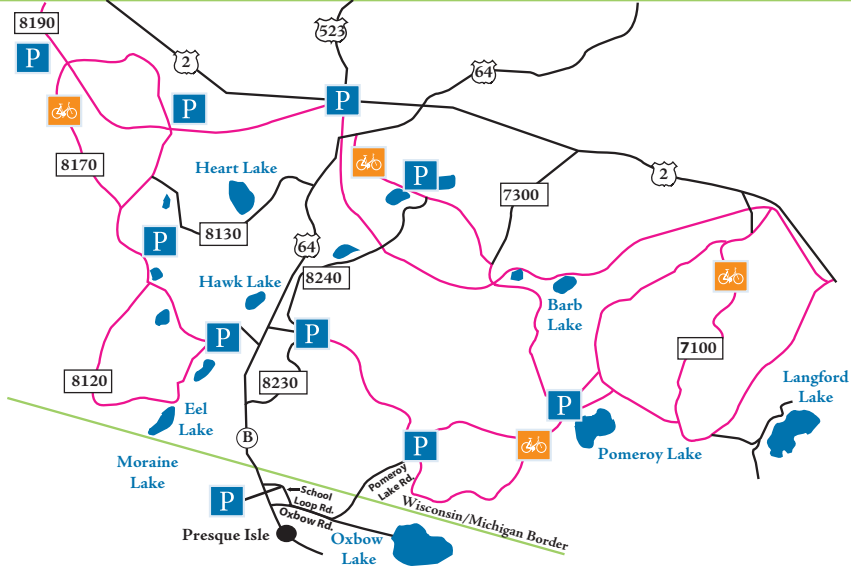 8190
523
2
64
P
P
P
8170
Heart Lake
P
2
7300
8130
P
64
8240
Hawk Lake
Barb
Lake
P
P
7100
8120
8230
Langford
Lake
P
Eel
Lake
B
P
Pomeroy Lake
Moraine
Lake
Pomeroy
Lake Rd.
School
Loop Rd.
P
Wisconsin/Michigan Border
Oxbow Rd.
Presque Isle
Oxbow
Lake